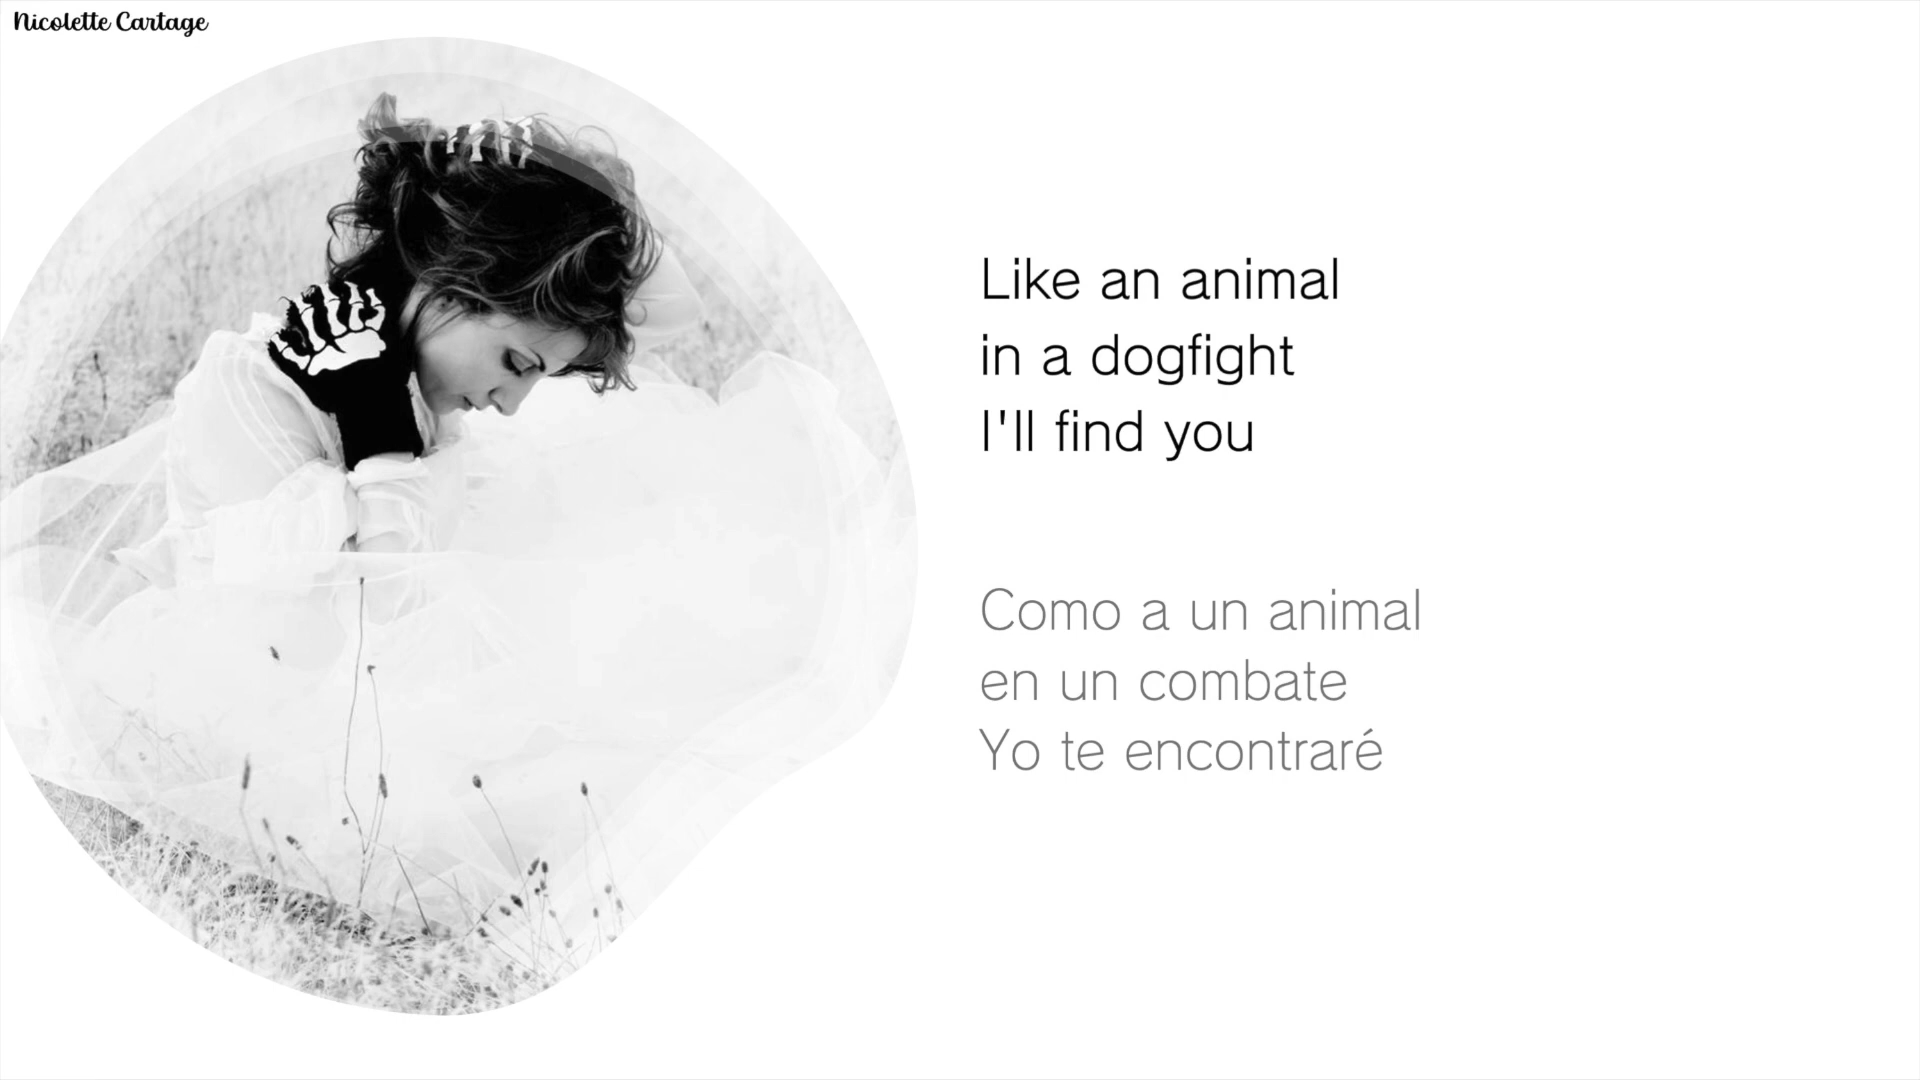 Nicolette Cartage
Like an animal
in a dogfight
I'll find you
Como a un animal
en un combate
Yo te encontraré